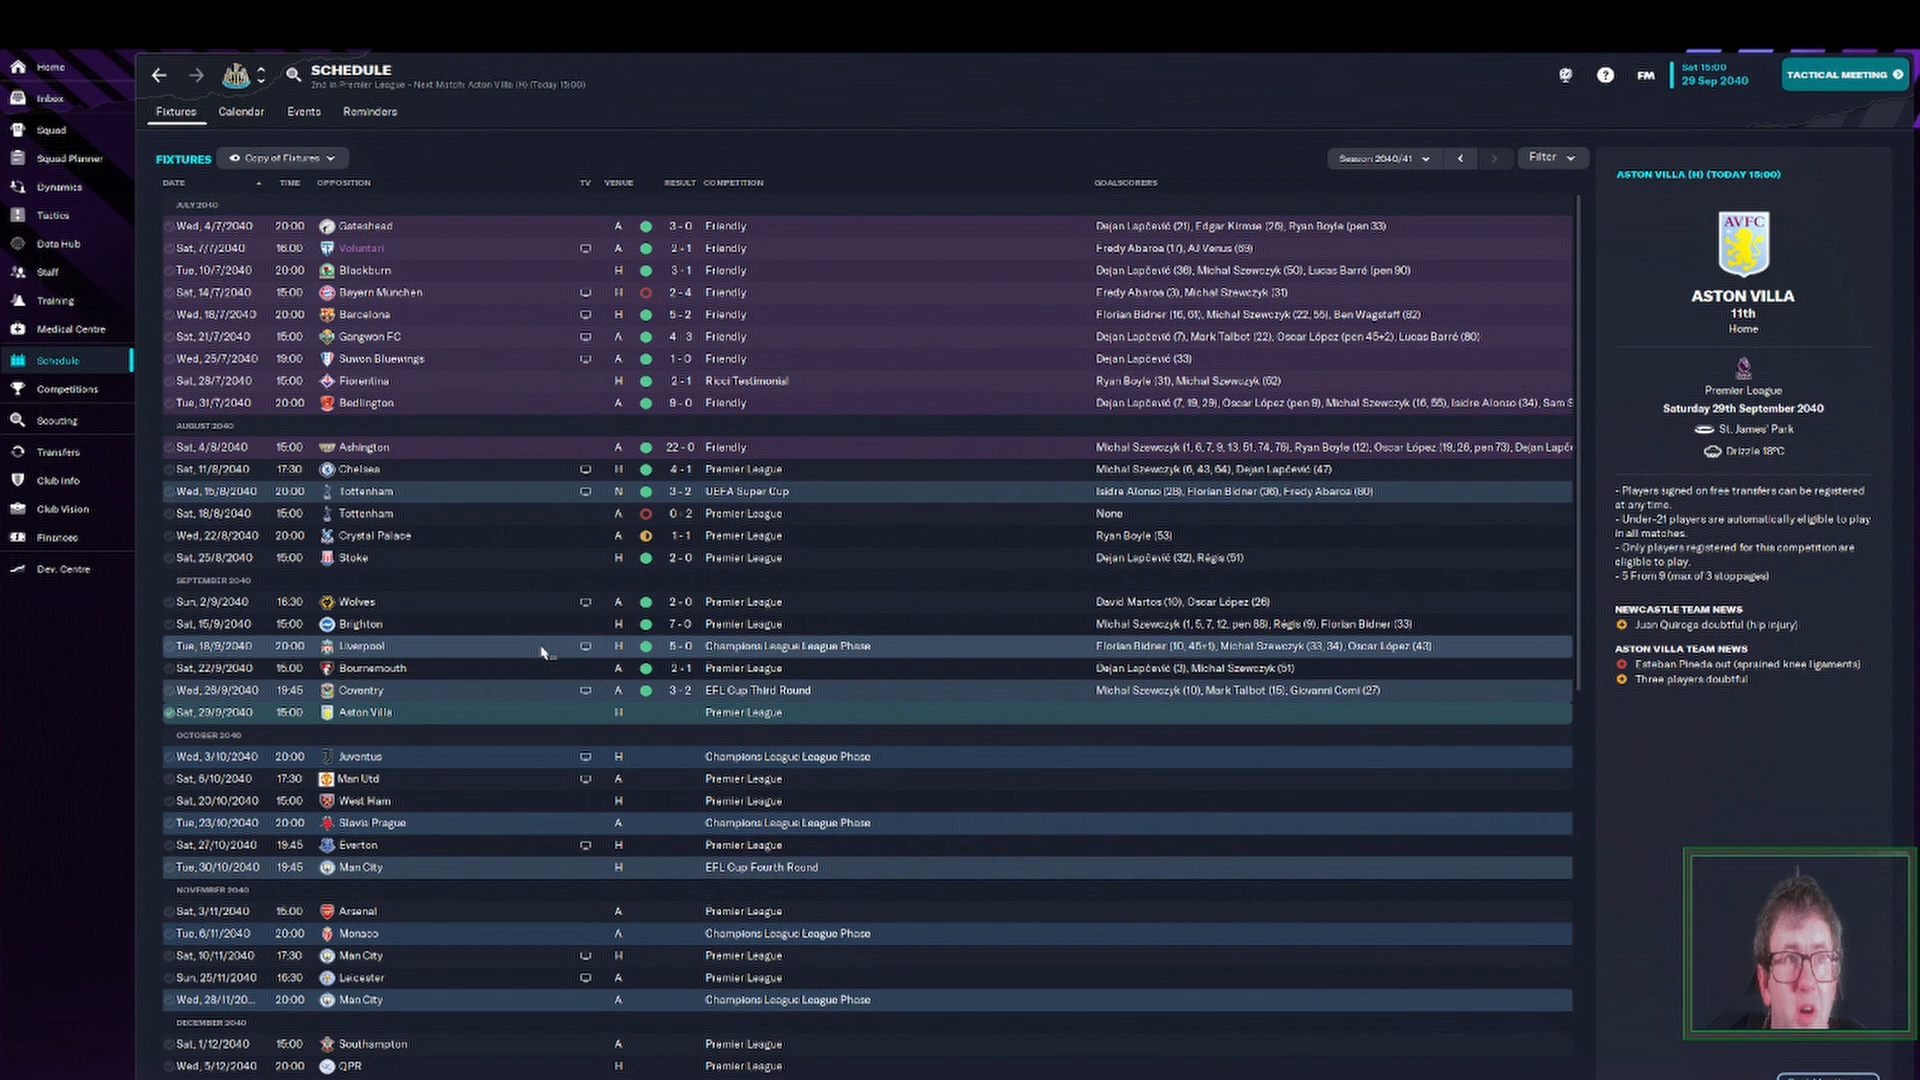 Home
Inbox
Squad
Squad Planner
Dynamics
Tactics
Data Hub
Staff
Training
Medical Centre
Schedule
Competitions
Scouting
Transfers
Club Info
Club Vision
Finances
Dev. Centre
SCHEDULE
2nd in Premier League - Next Match: Aston Villa (H) (Today 15:00)
FM
Sat 15:00
29 Sep 2040
TACTICAL MEETING
Fixtures Calendar Events Reminders
FIXTURES Copy of Fixtures Season 2040/41 Filter
DATE TIME OPPOSITION TV VENUE RESULT COMPETITION GOALSCORERS
JULY 2040
Wed, 4/7/2040 20:00 Gateshead A 3-0 Friendly Dejan Lapčević (21), Edgar Kirmse (26), Ryan Boyle (pen 33)
Sat, 7/7/2040 16:00 Voluntari A 2-1 Friendly Fredy Abaroa (17), AJ Venus (69)
Tue, 10/7/2040 20:00 Blackburn H 3-1 Friendly Dejan Lapčević (36), Michal Szewczyk (50), Lucas Barré (pen 90)
Sat, 14/7/2040 15:00 Bayern München H 2-4 Friendly Fredy Abaroa (3), Michal Szewczyk (31)
Wed, 18/7/2040 20:00 Barcelona H 5-2 Friendly Florian Bidner (16, 61), Michal Szewczyk (22, 55), Ben Wagstaff (82)
Sat, 21/7/2040 15:00 Gangwon FC A 4-3 Friendly Dejan Lapčević (7), Mark Talbot (22), Oscar López (pen 45+2), Lucas Barré (80)
Wed, 25/7/2040 19:00 Suwon Bluewings A 1-0 Friendly Dejan Lapčević (33)
Sat, 28/7/2040 15:00 Fiorentina H 2-1 Ricci Testimonial Ryan Boyle (31), Michal Szewczyk (62)
Tue, 31/7/2040 20:00 Bedlington A 9-0 Friendly Dejan Lapčević (7, 19, 29), Oscar López (pen 9), Michal Szewczyk (16, 55), Isidre Alonso (34), Sam S
AUGUST 2040
Sat, 4/8/2040 15:00 Ashington A 22-0 Friendly Michal Szewczyk (1, 6, 7, 9, 13, 51, 74, 76), Ryan Boyle (12), Oscar López (19, 26, pen 73), Dejan Lapč
Sat, 11/8/2040 17:30 Chelsea H 4-1 Premier League Michal Szewczyk (6, 43, 64), Dejan Lapčević (47)
Wed, 15/8/2040 20:00 Tottenham N 3-2 UEFA Super Cup Isidre Alonso (28), Florian Bidner (36), Fredy Abaroa (80)
Sat, 18/8/2040 15:00 Tottenham A 0-2 Premier League None
Wed, 22/8/2040 20:00 Crystal Palace A 1-1 Premier League Ryan Boyle (53)
Sat, 25/8/2040 15:00 Stoke H 2-0 Premier League Dejan Lapčević (32), Régis (51)
SEPTEMBER 2040
Sun, 2/9/2040 16:30 Wolves A 2-0 Premier League David Martos (10), Oscar López (26)
Sat, 15/9/2040 15:00 Brighton H 7-0 Premier League Michal Szewczyk (1, 5, 7, 12, pen 88), Régis (9), Florian Bidner (33)
Tue, 18/9/2040 20:00 Liverpool H 5-0 Champions League League Phase Florian Bidner (10, 45+1), Michal Szewczyk (33, 34), Oscar López (43)
Sat, 22/9/2040 15:00 Bournemouth A 2-1 Premier League Dejan Lapčević (3), Michal Szewczyk (51)
Wed, 26/9/2040 19:45 Coventry A 3-2 EFL Cup Third Round Michal Szewczyk (10), Mark Talbot (15), Giovanni Comi (27)
Sat, 29/9/2040 15:00 Aston Villa H Premier League
OCTOBER 2040
Wed, 3/10/2040 20:00 Juventus H Champions League League Phase
Sat, 6/10/2040 17:30 Man Utd A Premier League
Sat, 20/10/2040 15:00 West Ham H Premier League
Tue, 23/10/2040 20:00 Slavia Prague A Champions League League Phase
Sat, 27/10/2040 19:45 Everton H Premier League
Tue, 30/10/2040 19:45 Man City H EFL Cup Fourth Round
NOVEMBER 2040
Sat, 3/11/2040 15:00 Arsenal A Premier League
Tue, 6/11/2040 20:00 Monaco A Champions League League Phase
Sat, 10/11/2040 17:30 Man City H Premier League
Sun, 25/11/2040 16:30 Leicester A Premier League
Wed, 28/11/20... 20:00 Man City A Champions League League Phase
DECEMBER 2040
Sat, 1/12/2040 15:00 Southampton A Premier League
Wed, 5/12/2040 20:00 QPR H Premier League
ASTON VILLA (H) (TODAY 15:00)
AVFC
ASTON VILLA
11th
Home
Premier League
Saturday 29th September 2040
St. James' Park
Drizzle 18°C
- Players signed on free transfers can be registered
at any time.
- Under-21 players are automatically eligible to play
in all matches.
- Only players registered for this competition are
eligible to play.
- 5 From 9 (max of 3 stoppages)
NEWCASTLE TEAM NEWS
Juan Quiroga doubtful (hip injury)
ASTON VILLA TEAM NEWS
Esteban Pineda out (sprained knee ligaments)
Three players doubtful